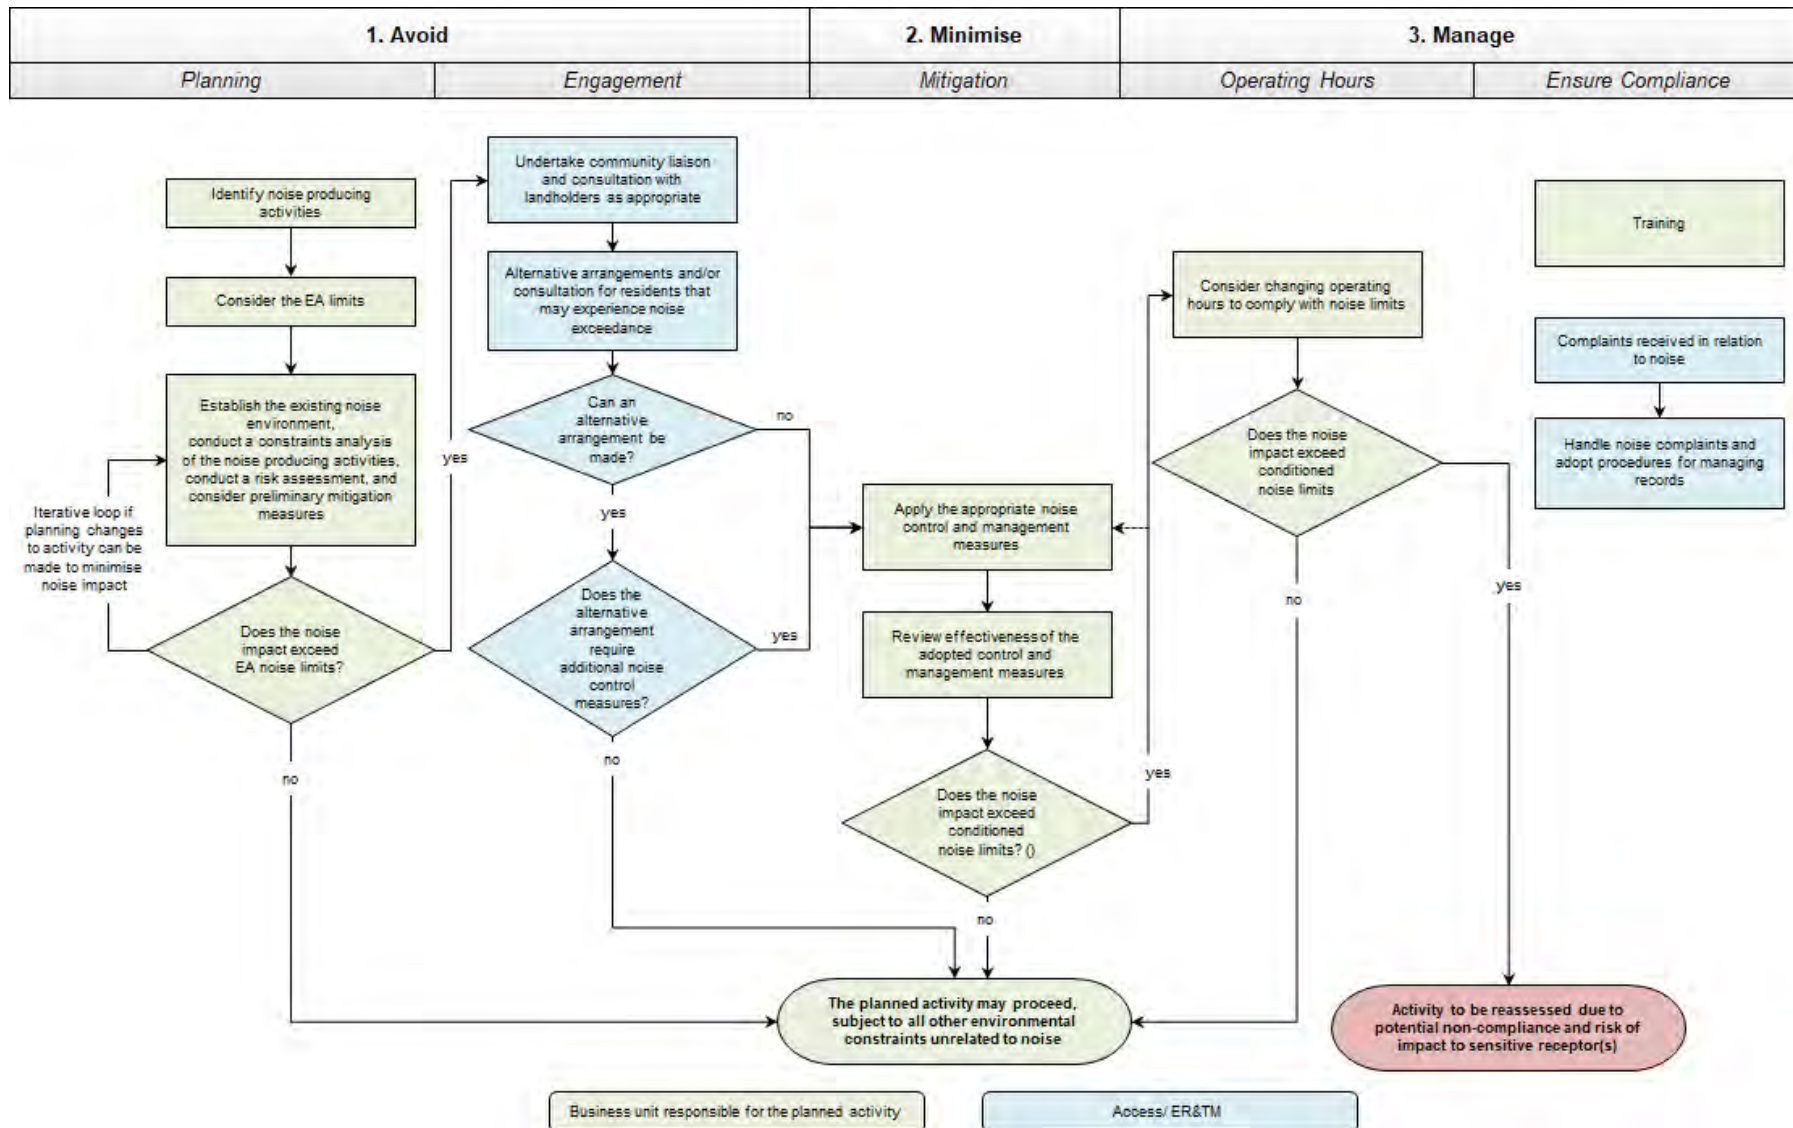 1. Avoid
2. Minimise
3. Manage
Planning
Engagement
Mitigation
Operating Hours
Ensure Compliance
Identify noise producing
activities
Consider the EA limits
Establish the existing noise
environment,
conduct a constraints analysis
of the noise producing activities,
conduct a risk assessment, and
consider preliminary mitigation
measures
Iterative loop if
planning changes
to activity can be
made to minimise
noise impact
Does the noise
impact exceed
EA noise limits?
no
yes
Undertake community liaison
and consultation with
landholders as appropriate
Alternative arrangements and/or
consultation for residents that
may experience noise
exceedance
Can an
alternative
arrangement be
made?
no
yes
Does the
alternative
arrangement
require
additional noise
control
measures?
yes
no
Apply the appropriate noise
control and management
measures
Review effectiveness of the
adopted control and
management measures
Does the noise
impact exceed
conditioned
noise limits? ()
yes
no
The planned activity may proceed,
subject to all other environmental
constraints unrelated to noise
Consider changing operating
hours to comply with noise limits
Does the noise
impact exceed
conditioned
noise limits
no
yes
Activity to be reassessed due to
potential non-compliance and risk of
impact to sensitive receptor(s)
Training
Complaints received in relation
to noise
Handle noise complaints and
adopt procedures for managing
records
Business unit responsible for the planned activity
Access/ ER&TM